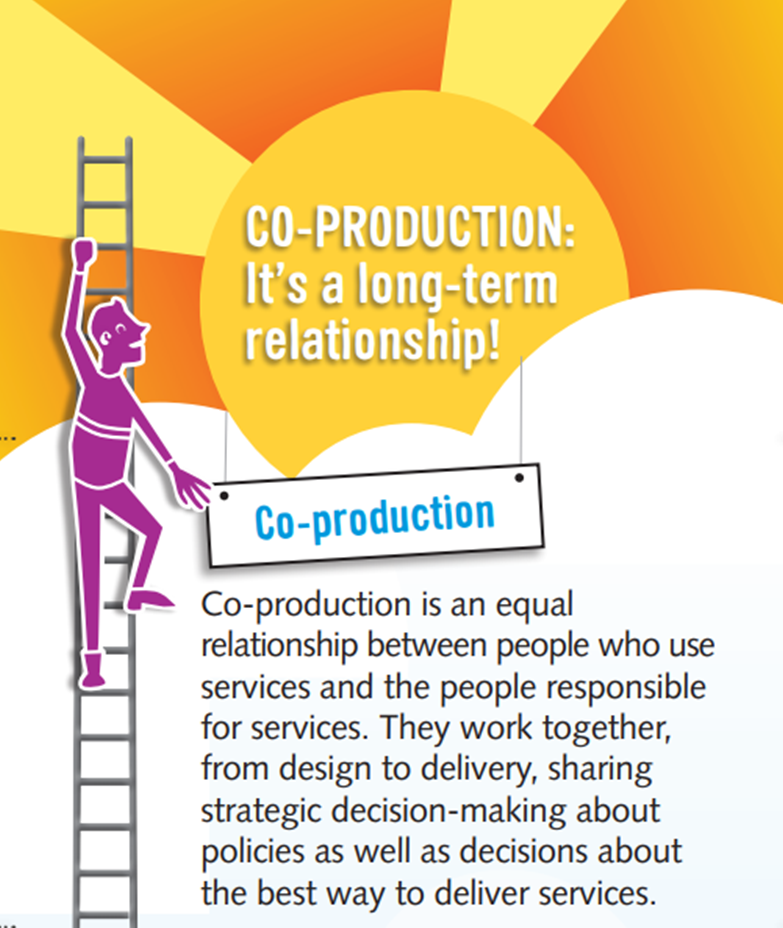 CO-PRODUCTION:
It's a long-term
relationship!
Co-production
Co-production is an equal
relationship between people who use
services and the people responsible
for services. They work together,
from design to delivery, sharing
strategic decision-making about
policies as well as decisions about
the best way to deliver services.